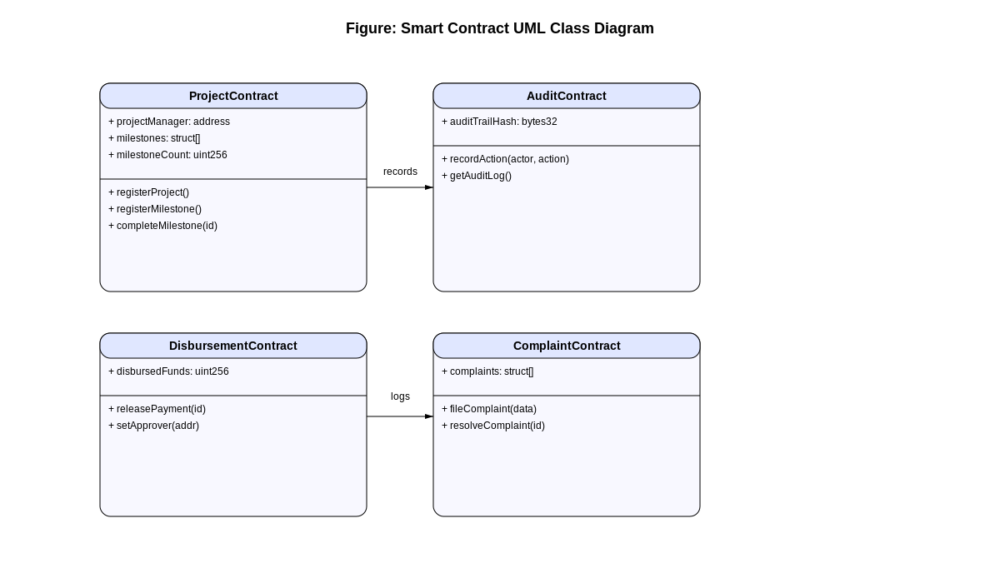 Figure: Smart Contract UML Class Diagram
ProjectContract
+ projectManager: address
+ milestones: struct[]
+ milestoneCount: uint256
+ registerProject()
+ registerMilestone()
+ completeMilestone(id)
records
AuditContract
+ auditTrailHash: bytes32
+ recordAction(actor, action)
+ getAuditLog()
DisbursementContract
+ disbursedFunds: uint256
+ releasePayment(id)
+ setApprover(addr)
logs
ComplaintContract
+ complaints: struct[]
+ fileComplaint(data)
+ resolveComplaint(id)